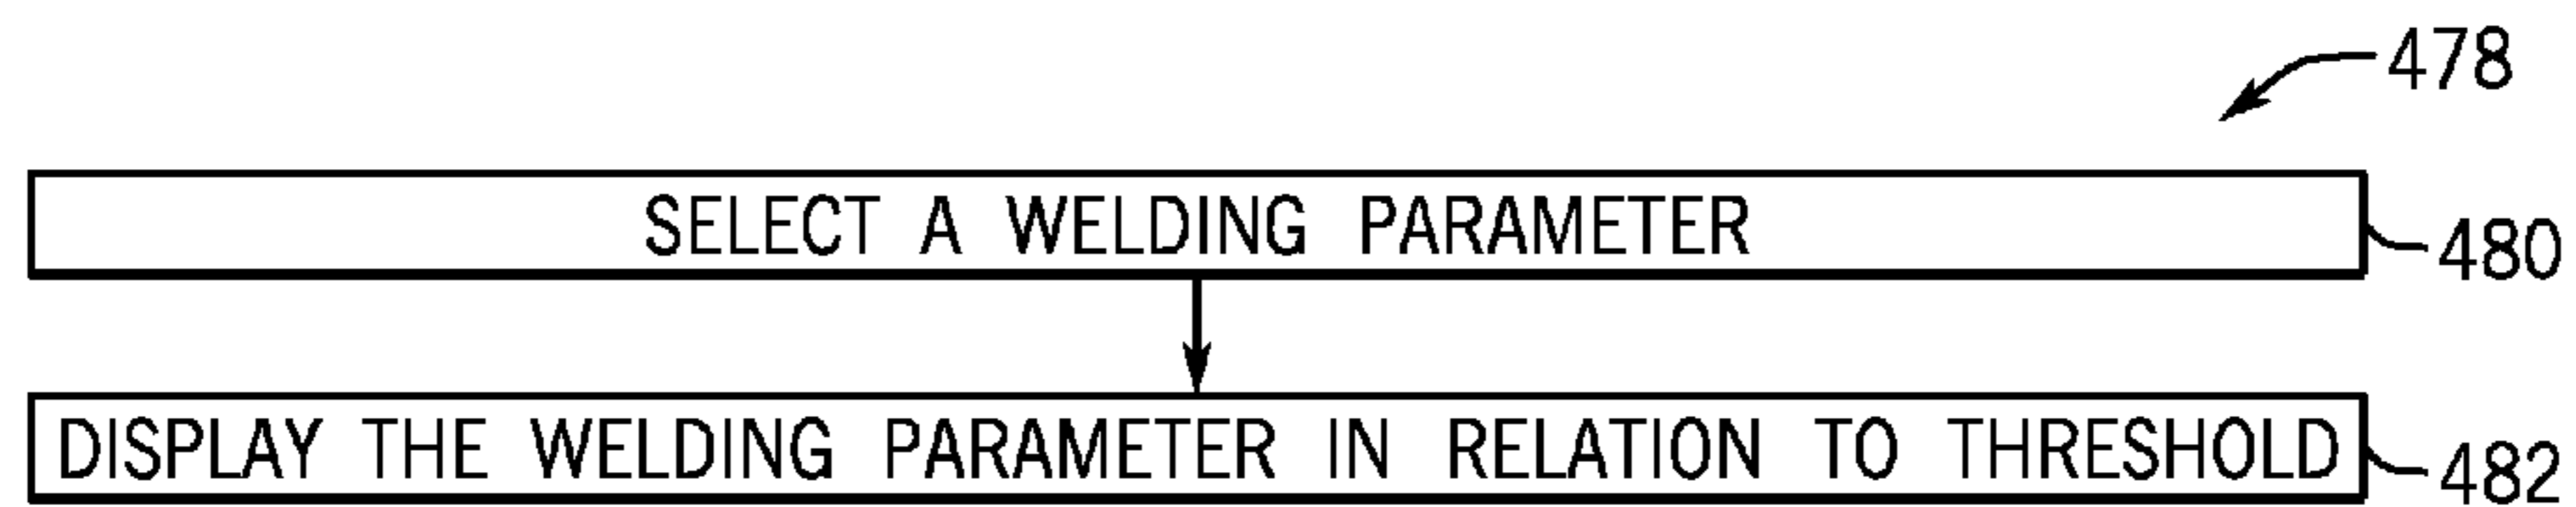 478
SELECT A WELDING PARAMETER
480
DISPLAY THE WELDING PARAMETER IN RELATION TO THRESHOLD
482